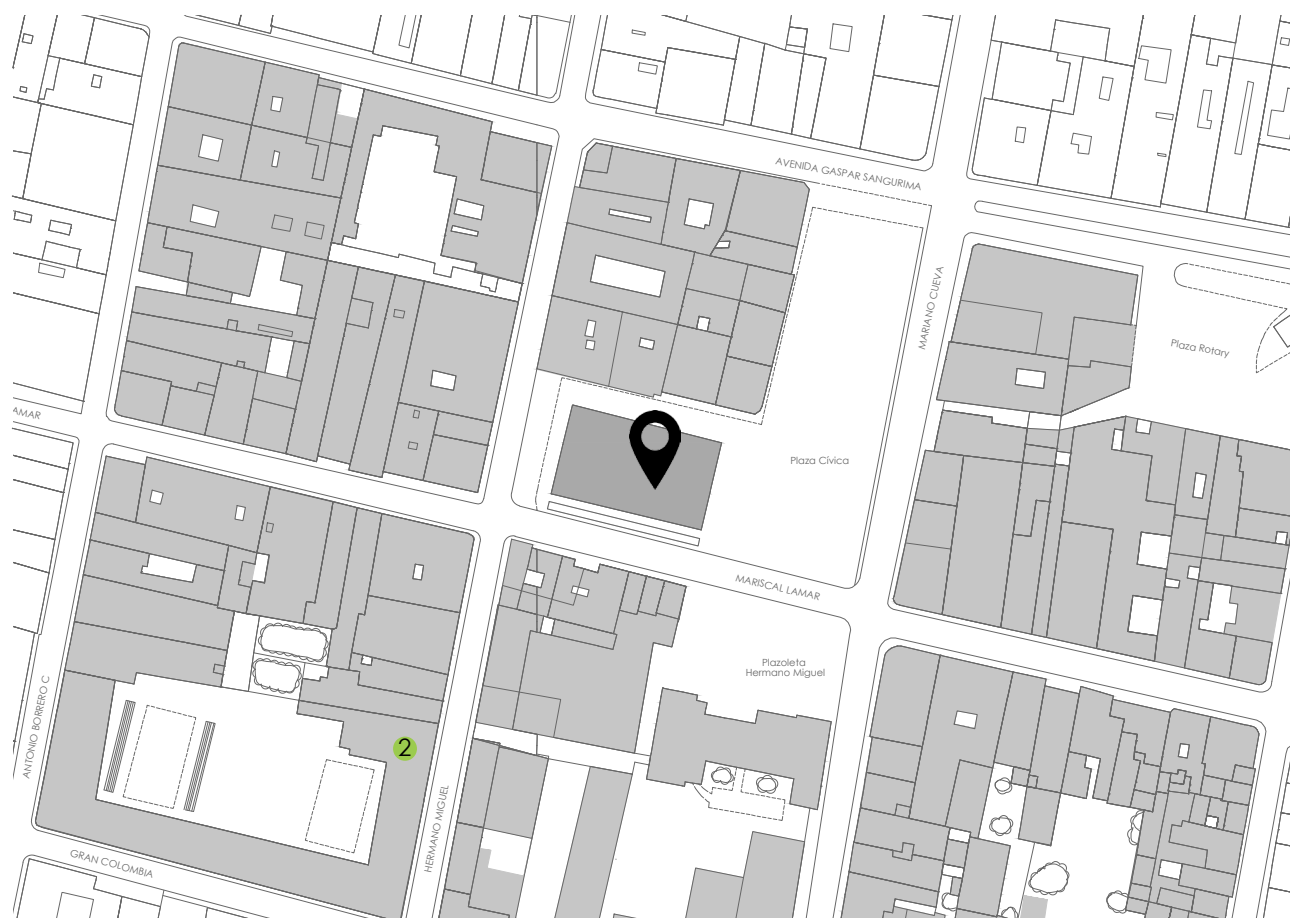 AVENIDA GASPAR SANGURIMA
MARIANO CUEVA
Plaza Rotary
AMAR
Plaza Cívica
MARISCAL LAMAR
Plazoleta
Hermano Miguel
ANTONIO BORRERO C
2
HERMANO MIGUEL
GRAN COLOMBIA